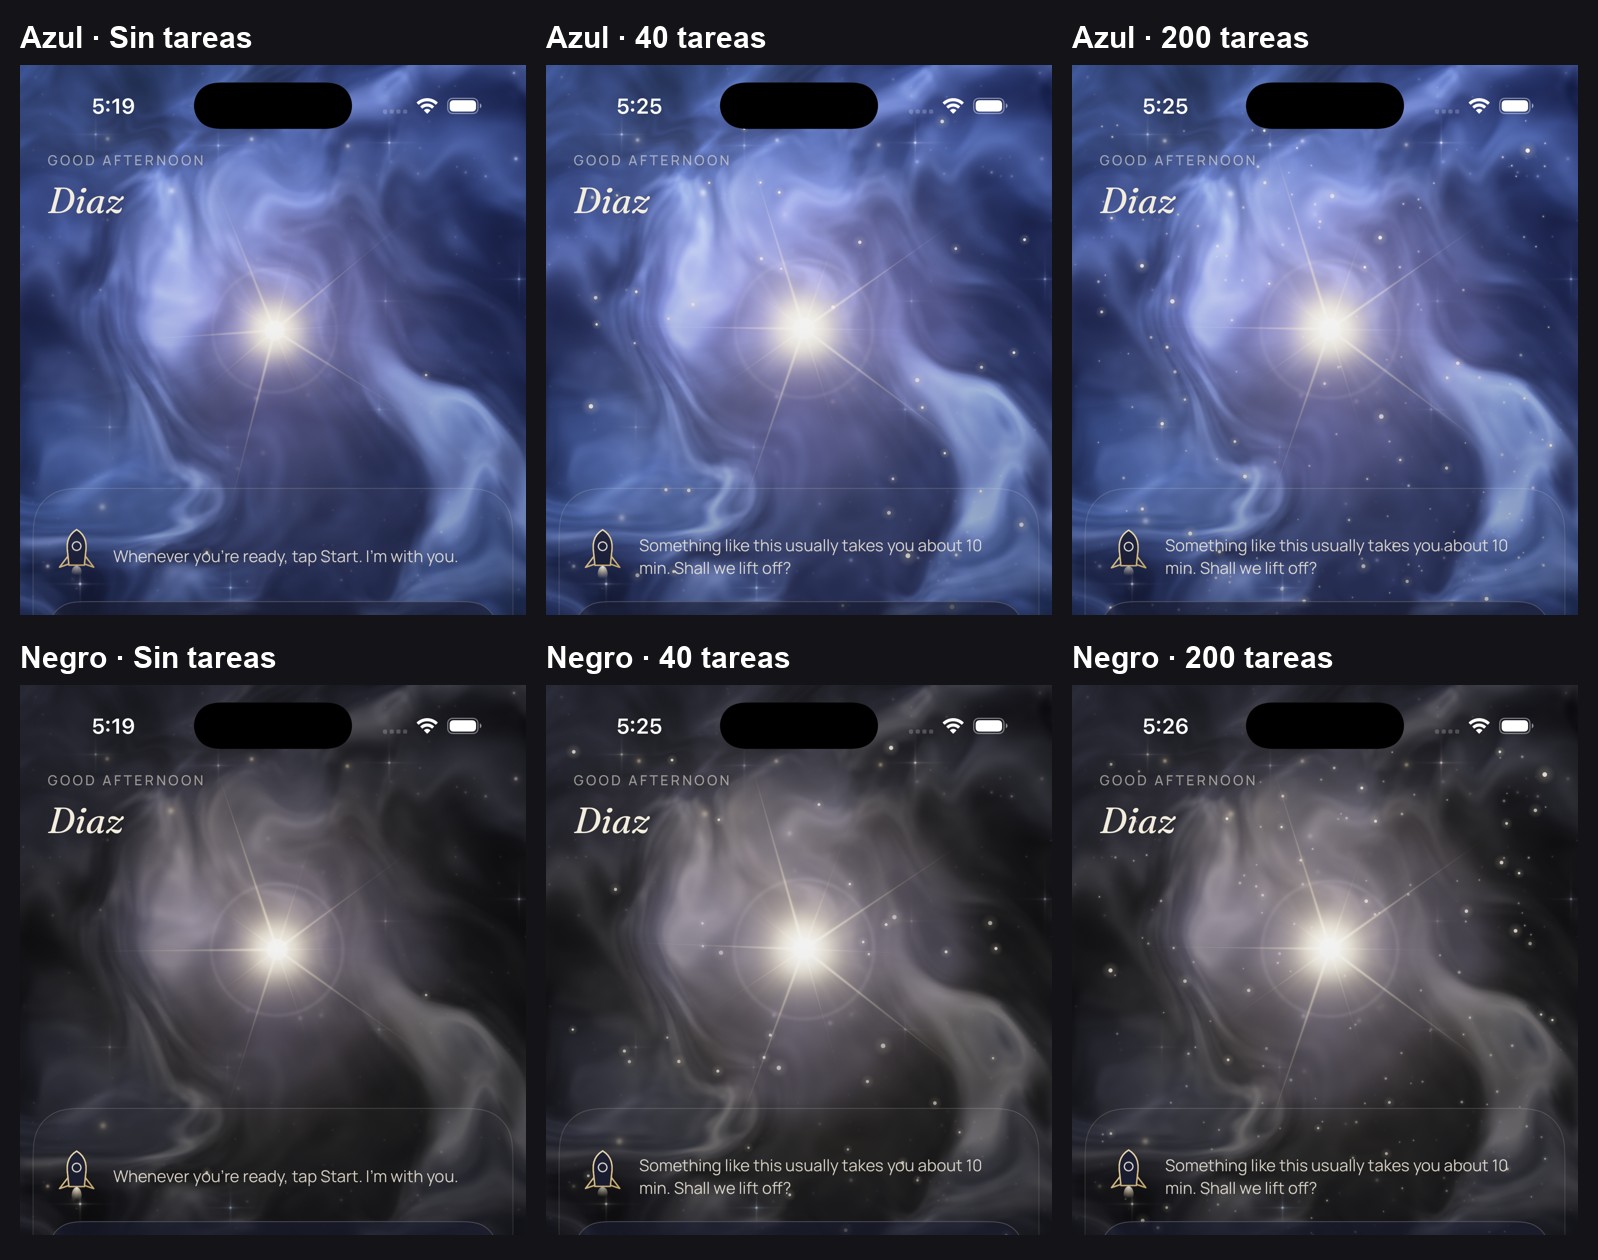 Azul · Sin tareas
5:19
GOOD AFTERNOON
Diaz
Whenever you're ready, tap Start. I'm with you.
Azul · 40 tareas
5:25
GOOD AFTERNOON
Diaz
Something like this usually takes you about 10
min. Shall we lift off?
Azul · 200 tareas
5:25
GOOD AFTERNOON
Diaz
Something like this usually takes you about 10
min. Shall we lift off?
Negro · Sin tareas
5:19
GOOD AFTERNOON
Diaz
Whenever you're ready, tap Start. I'm with you.
Negro · 40 tareas
5:25
GOOD AFTERNOON
Diaz
Something like this usually takes you about 10
min. Shall we lift off?
Negro · 200 tareas
5:26
GOOD AFTERNOON
Diaz
Something like this usually takes you about 10
min. Shall we lift off?